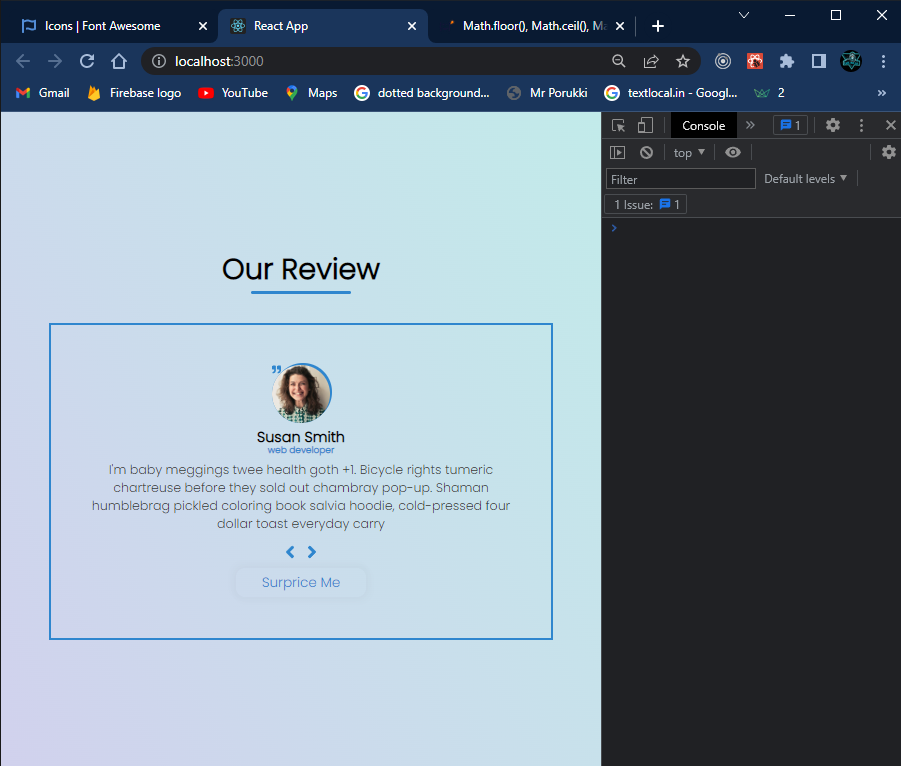 Icons | Font Awesome
React App
Math.floor(), Math.ceil(), Ma
localhost:3000
Gmail
Firebase logo
YouTube
Maps
dotted background...
Mr Porukki
textlocal.in - Googl...
2
»
Console
»
1
top
Filter
Default levels
1 Issue:
1
Our Review
Susan Smith
web developer
I'm baby meggings twee health goth +1. Bicycle rights tumeric
chartreuse before they sold out chambray pop-up. Shaman
humblebrag pickled coloring book salvia hoodie, cold-pressed four
dollar toast everyday carry
Surprice Me